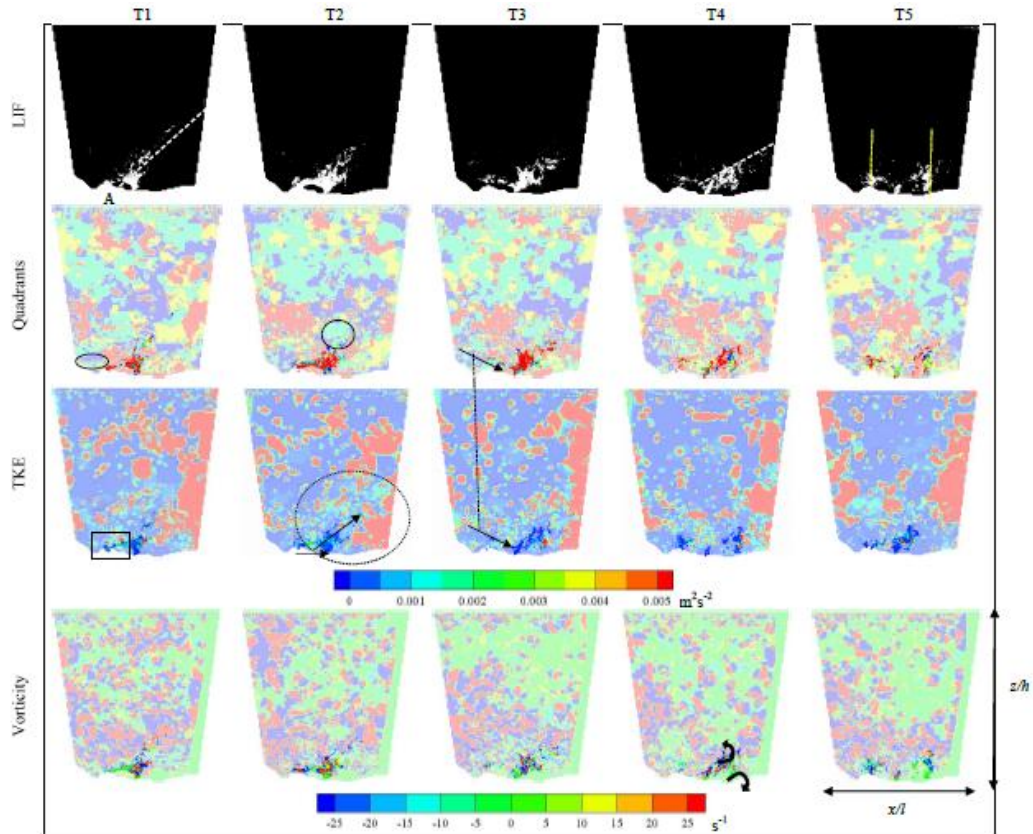 T1 T2 T3 T4 T5
LIF
A
Quadrants
TKE
0 0.001 0.002 0.003 0.004 0.005 m²s⁻²
Vorticity
z/h
x/l
-25 -20 -15 -10 -5 0 5 10 15 20 25 s⁻¹